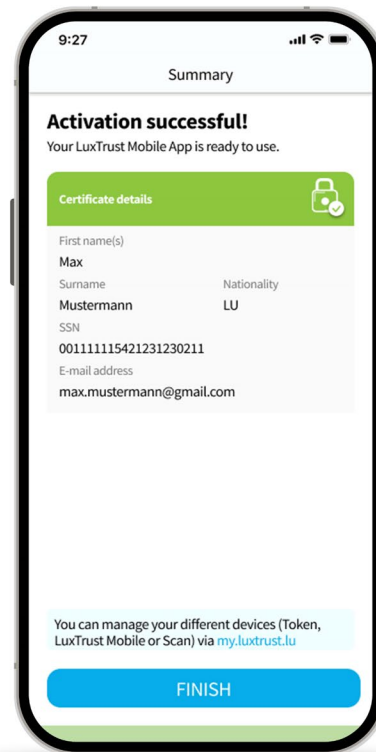 9:27
Summary
Activation successful!
Your LuxTrust Mobile App is ready to use.
Certificate details
First name(s)
Max
Surname Nationality
Mustermann LU
SSN
001111115421231230211
E-mail address
max.mustermann@gmail.com
You can manage your different devices (Token,
LuxTrust Mobile or Scan) via my.luxtrust.lu
FINISH